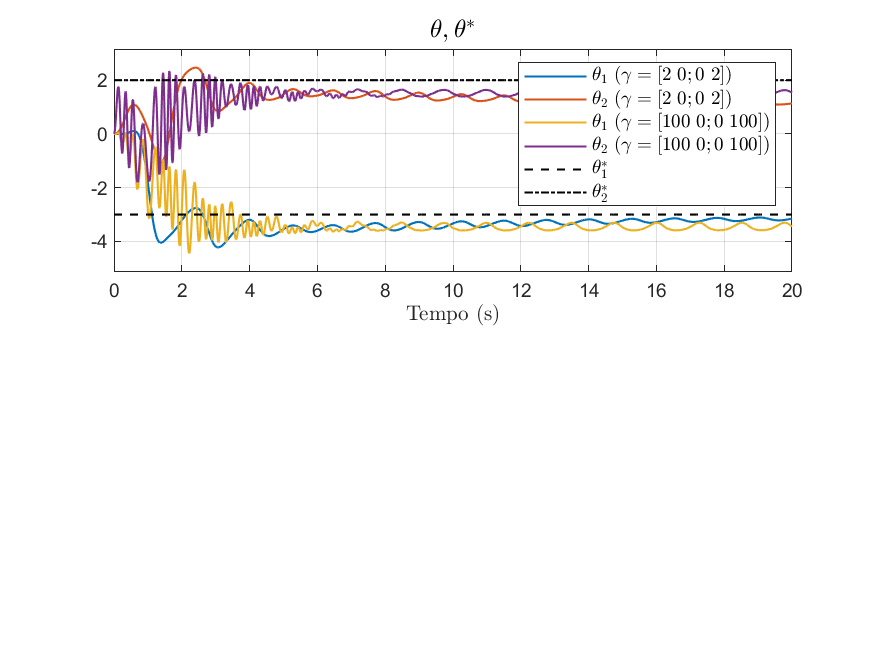 θ, θ*
θ₁ (γ = [2 0; 0 2])
θ₂ (γ = [2 0; 0 2])
θ₁ (γ = [100 0; 0 100])
θ₂ (γ = [100 0; 0 100])
θ₁*
θ₂*
2
0
-2
-4
0 2 4 6 8 10 12 14 16 18 20
Tempo (s)